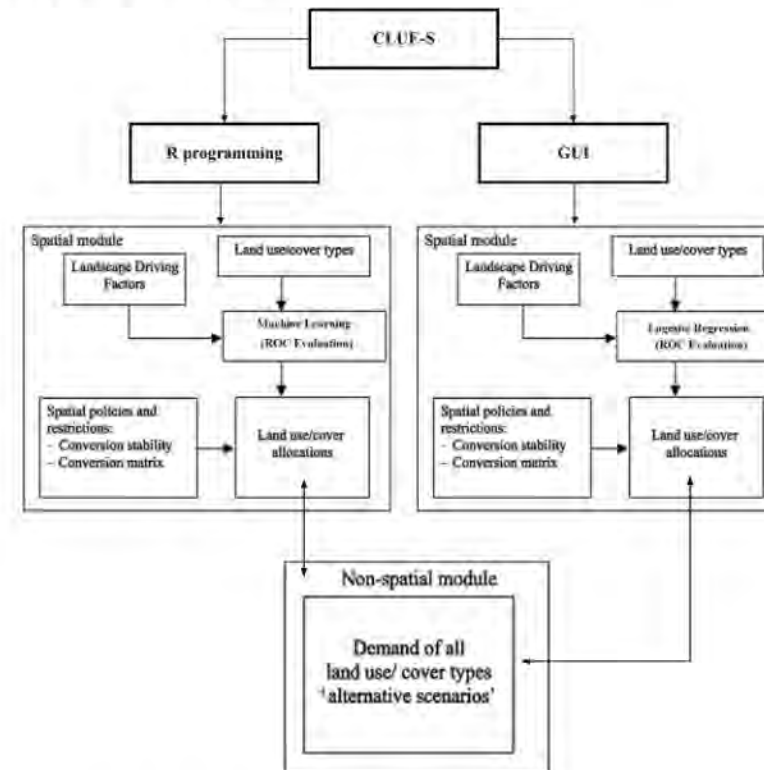 CLUE-S
R programming
GUI
Spatial module
Land use/cover types
Landscape Driving
Factors
Machine Learning
(ROC Evaluation)
Spatial policies and
restrictions:
– Conversion stability
– Conversion matrix
Land use/cover
allocations
Spatial module
Land use/cover types
Landscape Driving
Factors
Logistic Regression
(ROC Evaluation)
Spatial policies and
restrictions:
– Conversion stability
– Conversion matrix
Land use/cover
allocations
Non-spatial module
Demand of all
land use/ cover types
‘alternative scenarios’